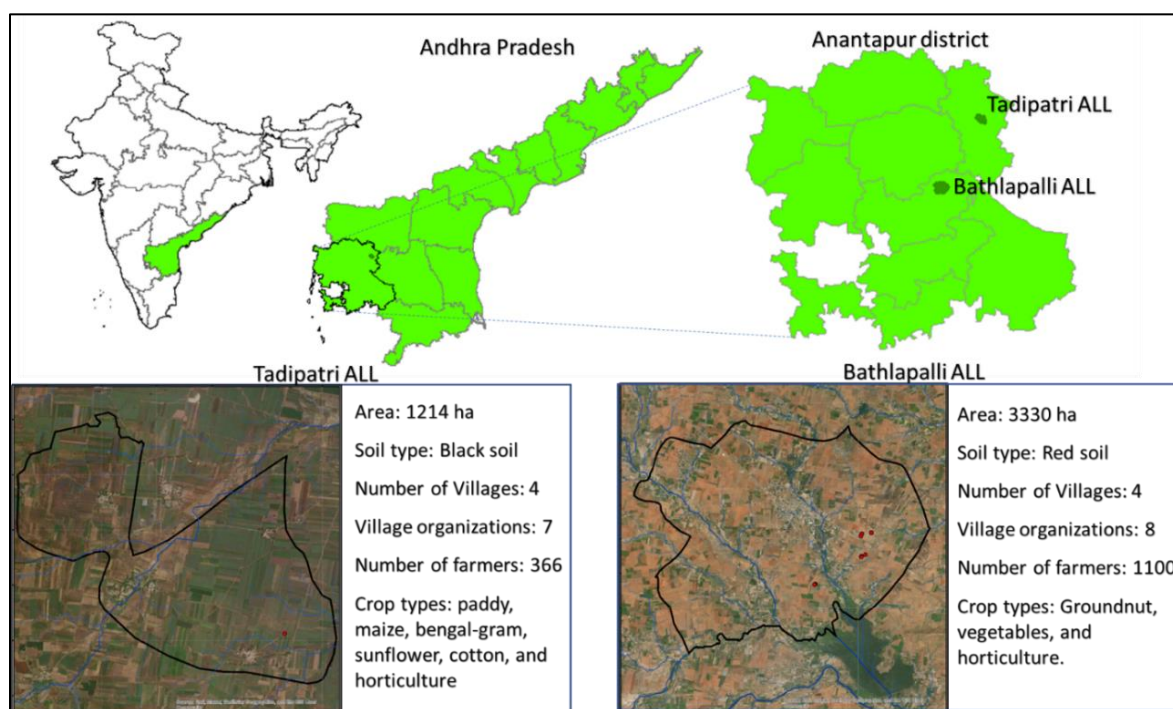 Andhra Pradesh
Anantapur district
Tadipatri ALL
Bathlapalli ALL
Tadipatri ALL
Area: 1214 ha
Soil type: Black soil
Number of Villages: 4
Village organizations: 7
Number of farmers: 366
Crop types: paddy,
maize, bengal-gram,
sunflower, cotton, and
horticulture
Bathlapalli ALL
Area: 3330 ha
Soil type: Red soil
Number of Villages: 4
Village organizations: 8
Number of farmers: 1100
Crop types: Groundnut,
vegetables, and
horticulture.